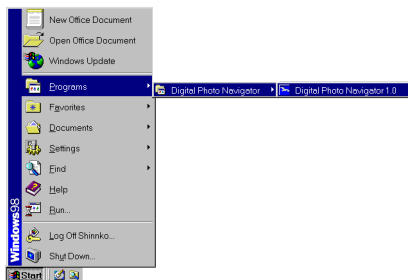 New Office Document
Open Office Document
Windows Update
Programs
Digital Photo Navigator
Digital Photo Navigator 1.0
Favorites
Documents
Settings
Find
Help
Run...
Log Off Shinnko...
Shut Down...
Windows98
Start